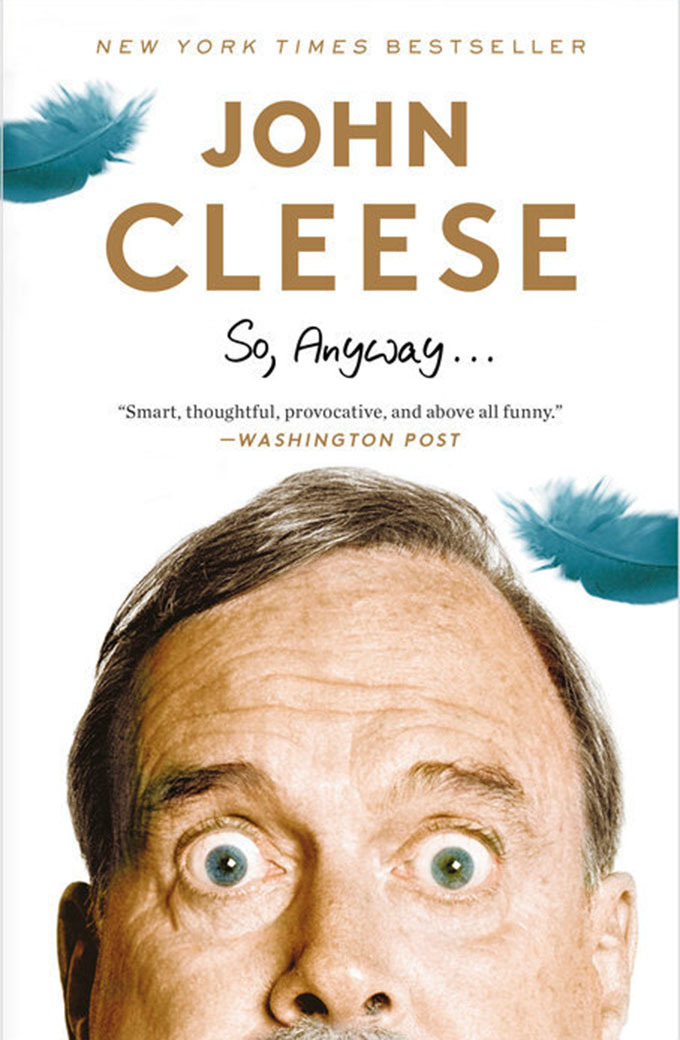 NEW YORK TIMES BESTSELLER
JOHN
CLEESE
So, Anyway...
“Smart, thoughtful, provocative, and above all funny.”
—WASHINGTON POST